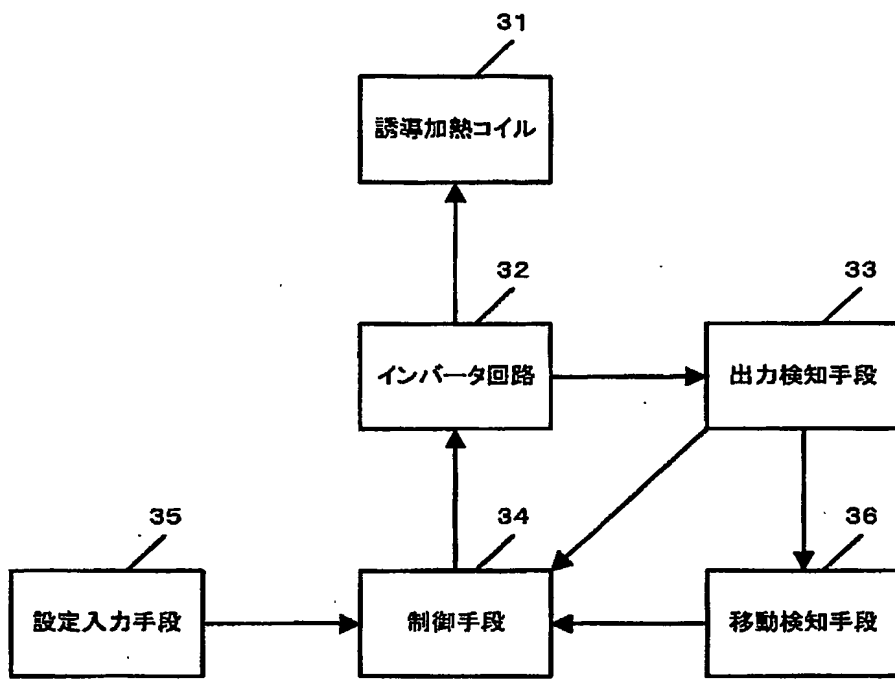 31
誘導加熱コイル
32
インバータ回路
33
出力検知手段
35
設定入力手段
34
制御手段
36
移動検知手段